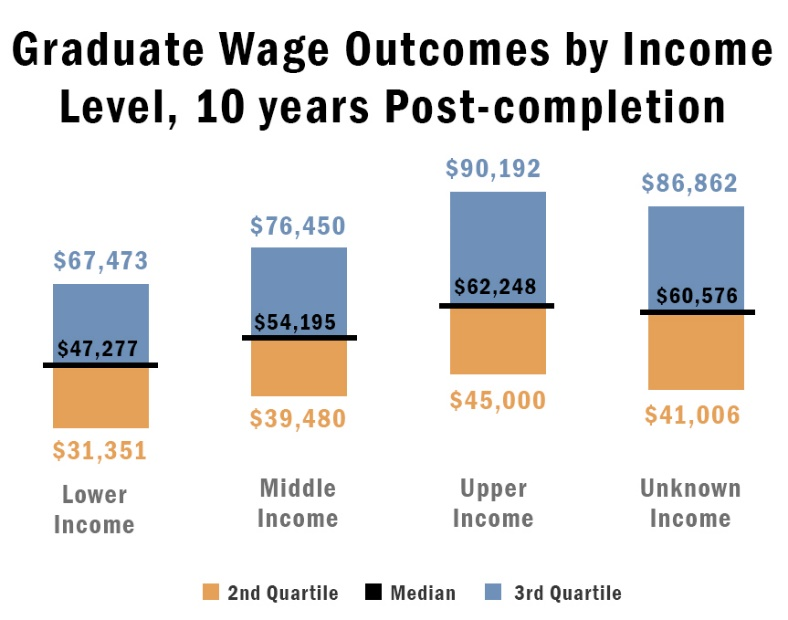 Graduate Wage Outcomes by Income
Level, 10 years Post-completion
$67,473
$47,277
$31,351
Lower
Income
$76,450
$54,195
$39,480
Middle
Income
$90,192
$62,248
$45,000
Upper
Income
$86,862
$60,576
$41,006
Unknown
Income
2nd Quartile
Median
3rd Quartile